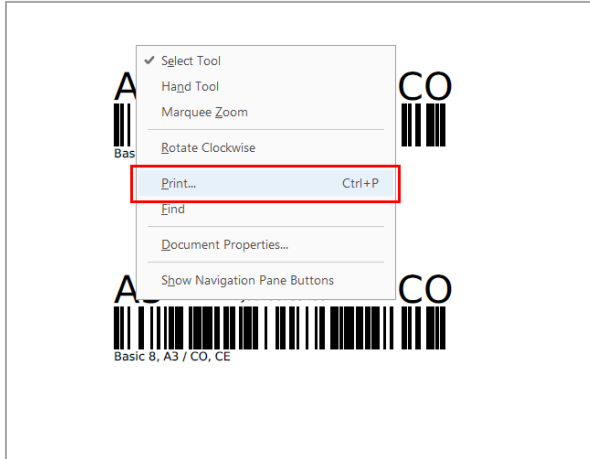 Select Tool
A CO
Hand Tool
Marquee Zoom
Bas
Rotate Clockwise
Print... Ctrl+P
Find
Document Properties...
Show Navigation Pane Buttons
CO
Basic 8, A3 / CO, CE